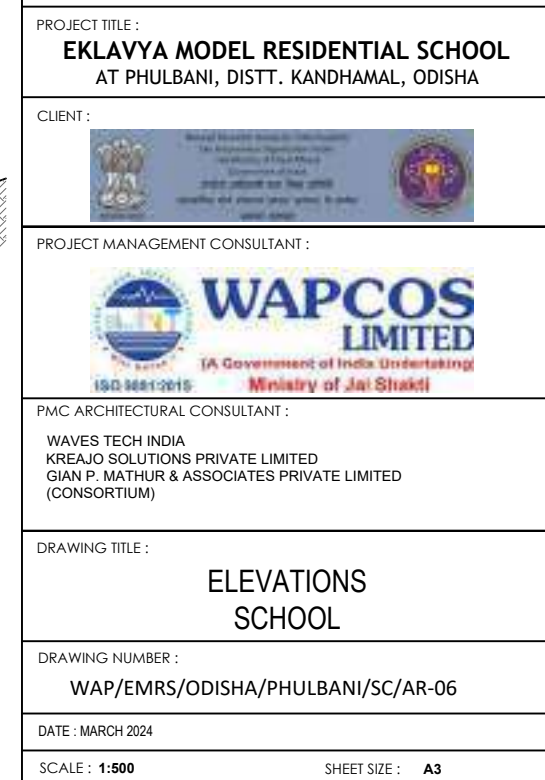 PROJECT TITLE :
EKLAVYA MODEL RESIDENTIAL SCHOOL
AT PHULBANI, DISTT. KANDHAMAL, ODISHA
CLIENT :
PROJECT MANAGEMENT CONSULTANT :
WAPCOS
LIMITED
(A Government of India Undertaking)
ISO 9001:2015 Ministry of Jal Shakti
PMC ARCHITECTURAL CONSULTANT :
WAVES TECH INDIA
KREAJO SOLUTIONS PRIVATE LIMITED
GIAN P. MATHUR & ASSOCIATES PRIVATE LIMITED
(CONSORTIUM)
DRAWING TITLE :
ELEVATIONS
SCHOOL
DRAWING NUMBER :
WAP/EMRS/ODISHA/PHULBANI/SC/AR-06
DATE : MARCH 2024
SCALE : 1:500 SHEET SIZE : A3